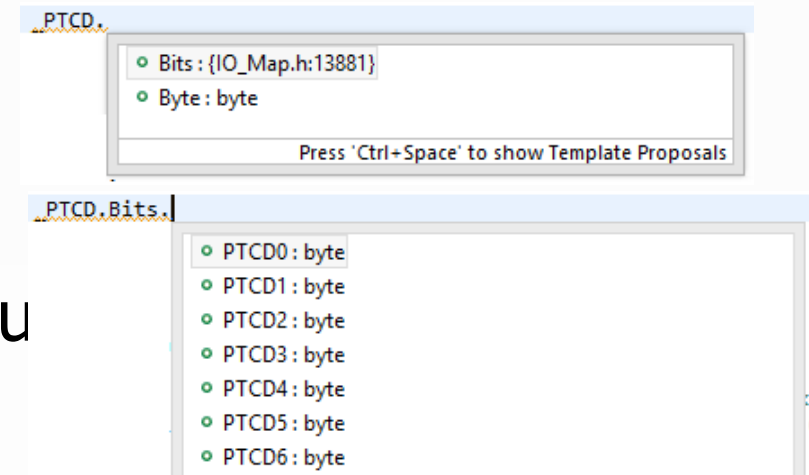 _PTCD.
Bits : {IO_Map.h:13881}
Byte : byte
Press 'Ctrl+Space' to show Template Proposals
_PTCD.Bits.
PTCD0 : byte
PTCD1 : byte
PTCD2 : byte
u
PTCD3 : byte
PTCD4 : byte
PTCD5 : byte
PTCD6 : byte